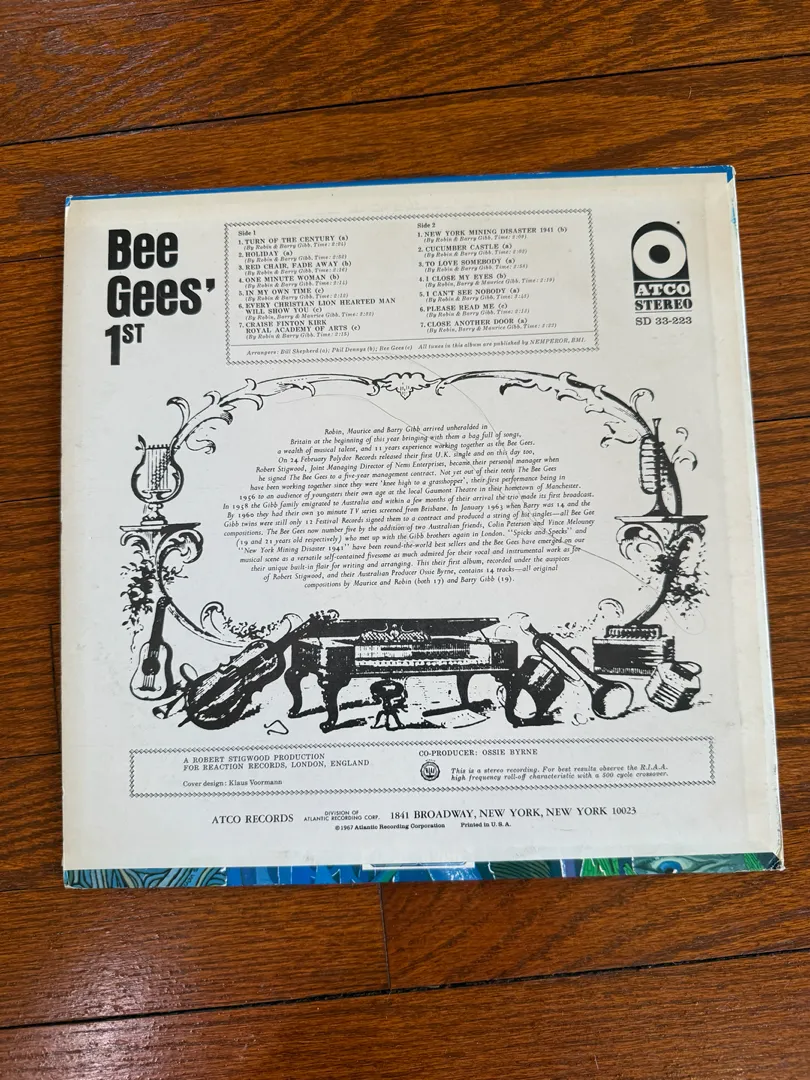 Bee
Gees'
1ST
Side 1
1. TURN OF THE CENTURY (a)
(By Robin & Barry Gibb. Time: 2:21)
2. HOLIDAY (a)
(By Robin & Barry Gibb. Time: 2:52)
3. RED CHAIR, FADE AWAY (b)
(By Robin & Barry Gibb. Time: 2:16)
4. ONE MINUTE WOMAN (b)
(By Robin & Barry Gibb. Time: 2:15)
5. IN MY OWN TIME (c)
(By Robin & Barry Gibb. Time: 2:12)
6. EVERY CHRISTIAN LION HEARTED MAN
WILL SHOW YOU (c)
(By Robin, Barry & Maurice Gibb. Time:
7. CRAISE FINTON KIRK
ROYAL ACADEMY OF ARTS (c)
(By Robin & Barry Gibb. Time: 2:15)
Side 2
1. NEW YORK MINING DISASTER 1941 (b)
(By Robin & Barry Gibb. Time:
2. CUCUMBER CASTLE (a)
(By Robin & Barry Gibb. Time:
3. TO LOVE SOMEBODY (a)
(By Robin & Barry Gibb. Time:
4. I CLOSE MY EYES (b)
(By Robin, Barry & Maurice Gibb. Time:
5. I CAN'T SEE NOBODY (a)
(By Robin & Barry Gibb. Time:
6. PLEASE READ ME (c)
(By Robin & Barry Gibb. Time:
7. CLOSE ANOTHER DOOR (a)
(By Robin, Barry & Maurice Gibb. Time:
Arrangers: Bill Shepherd (a); Phil Dennys (b); Bee Gees (c) All tunes in this album are published by NEMPEROR, BMI.
ATCO
STEREO
SD 33-223
Robin, Maurice and Barry Gibb arrived unheralded in
Britain at the beginning of this year bringing with them a bag full of songs,
a wealth of musical talent, and 11 years experience working together as the Bee Gees.
On 24 February Polydor Records released their first U.K. single and on this day too,
Robert Stigwood, Joint Managing Director of Nems Enterprises, became their personal manager when
he signed The Bee Gees to a five-year management contract. Not yet out of their teens The Bee Gees
have been working together since they were 'knee high to a grasshopper', their first performance being in
1956 to an audience of youngsters their own age at the local Gaumont Theatre in their hometown of Manchester.
In 1958 the Gibb family emigrated to Australia and within a few months of their arrival the trio made its first broadcast.
By 1960 they had their own 30 minute TV series screened from Brisbane. In January 1963 when Barry was 14 and the
Gibb twins were still only 12 Festival Records signed them to a contract and produced a string of hit singles—all Bee Gee
compositions. The Bee Gees now number five by the addition of two Australian friends, Colin Petersen and Vince Melouney
(19 and 21 years old respectively) who met up with the Gibb brothers again in London. "Spicks and Specks" and
"New York Mining Disaster 1941" have been round-the-world best sellers and the Bee Gees have emerged on our
musical scene as a versatile self-contained fivesome as much admired for their vocal and instrumental work as for
their unique built-in flair for writing and arranging. This their first album, recorded under the auspices
of Robert Stigwood, and their Australian Producer Ossie Byrne, contains 14 tracks—all original
compositions by Maurice and Robin (both 17) and Barry Gibb (19).
A ROBERT STIGWOOD PRODUCTION
FOR REACTION RECORDS, LONDON, ENGLAND
Cover design: Klaus Voormann
CO-PRODUCER: OSSIE BYRNE
This is a stereo recording. For best results observe the R.I.A.A.
high frequency roll-off characteristic with a 500 cycle crossover.
ATCO RECORDS DIVISION OF ATLANTIC RECORDING CORP. 1841 BROADWAY, NEW YORK, NEW YORK 10023
©1967 Atlantic Recording Corporation Printed in U.S.A.